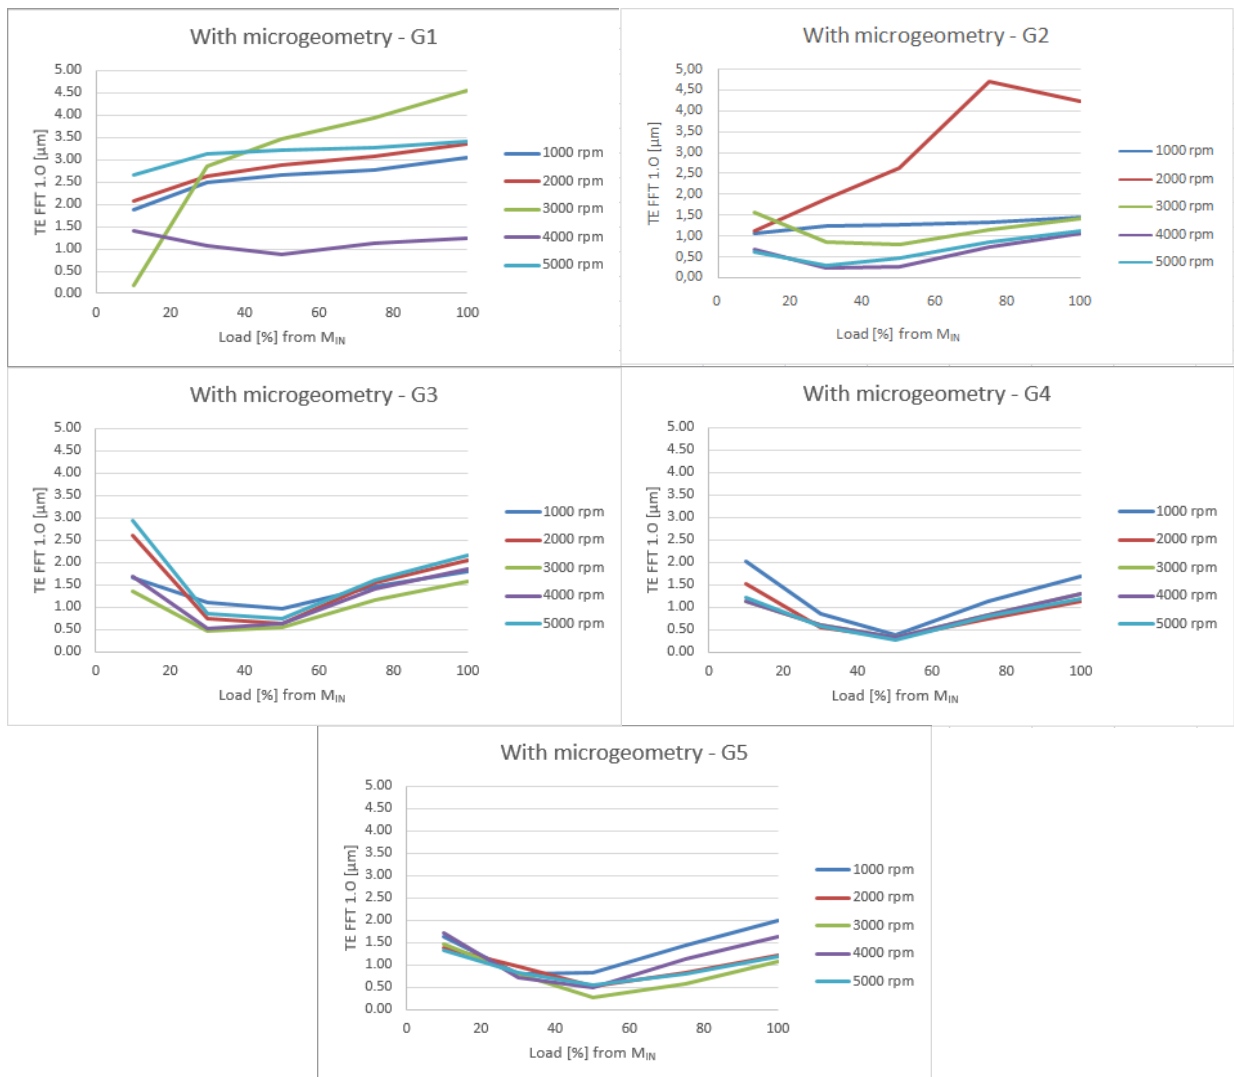 With microgeometry - G1
TE FFT 1.O [µm]
5.00
4.50
4.00
3.50
3.00
2.50
2.00
1.50
1.00
0.50
0.00
0 20 40 60 80 100
Load [%] from MIN
1000 rpm
2000 rpm
3000 rpm
4000 rpm
5000 rpm
With microgeometry - G2
TE FFT 1.O [µm]
5,00
4,50
4,00
3,50
3,00
2,50
2,00
1,50
1,00
0,50
0,00
0 20 40 60 80 100
Load [%] from MIN
1000 rpm
2000 rpm
3000 rpm
4000 rpm
5000 rpm
With microgeometry - G3
TE FFT 1.O [µm]
5.00
4.50
4.00
3.50
3.00
2.50
2.00
1.50
1.00
0.50
0.00
0 20 40 60 80 100
Load [%] from MIN
1000 rpm
2000 rpm
3000 rpm
4000 rpm
5000 rpm
With microgeometry - G4
TE FFT 1.O [µm]
5.00
4.50
4.00
3.50
3.00
2.50
2.00
1.50
1.00
0.50
0.00
0 20 40 60 80 100
Load [%] from MIN
1000 rpm
2000 rpm
3000 rpm
4000 rpm
5000 rpm
With microgeometry - G5
TE FFT 1.O [µm]
5.00
4.50
4.00
3.50
3.00
2.50
2.00
1.50
1.00
0.50
0.00
0 20 40 60 80 100
Load [%] from MIN
1000 rpm
2000 rpm
3000 rpm
4000 rpm
5000 rpm